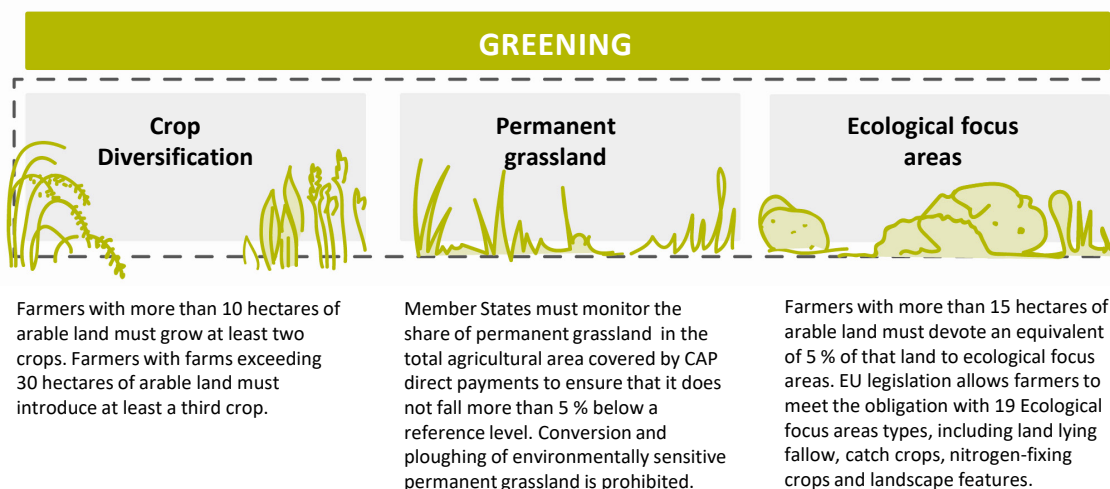 GREENING
Crop
Diversification
Farmers with more than 10 hectares of
arable land must grow at least two
crops. Farmers with farms exceeding
30 hectares of arable land must
introduce at least a third crop.
Permanent
grassland
Member States must monitor the
share of permanent grassland in the
total agricultural area covered by CAP
direct payments to ensure that it does
not fall more than 5 % below a
reference level. Conversion and
ploughing of environmentally sensitive
permanent grassland is prohibited.
Ecological focus
areas
Farmers with more than 15 hectares of
arable land must devote an equivalent
of 5 % of that land to ecological focus
areas. EU legislation allows farmers to
meet the obligation with 19 Ecological
focus areas types, including land lying
fallow, catch crops, nitrogen-fixing
crops and landscape features.